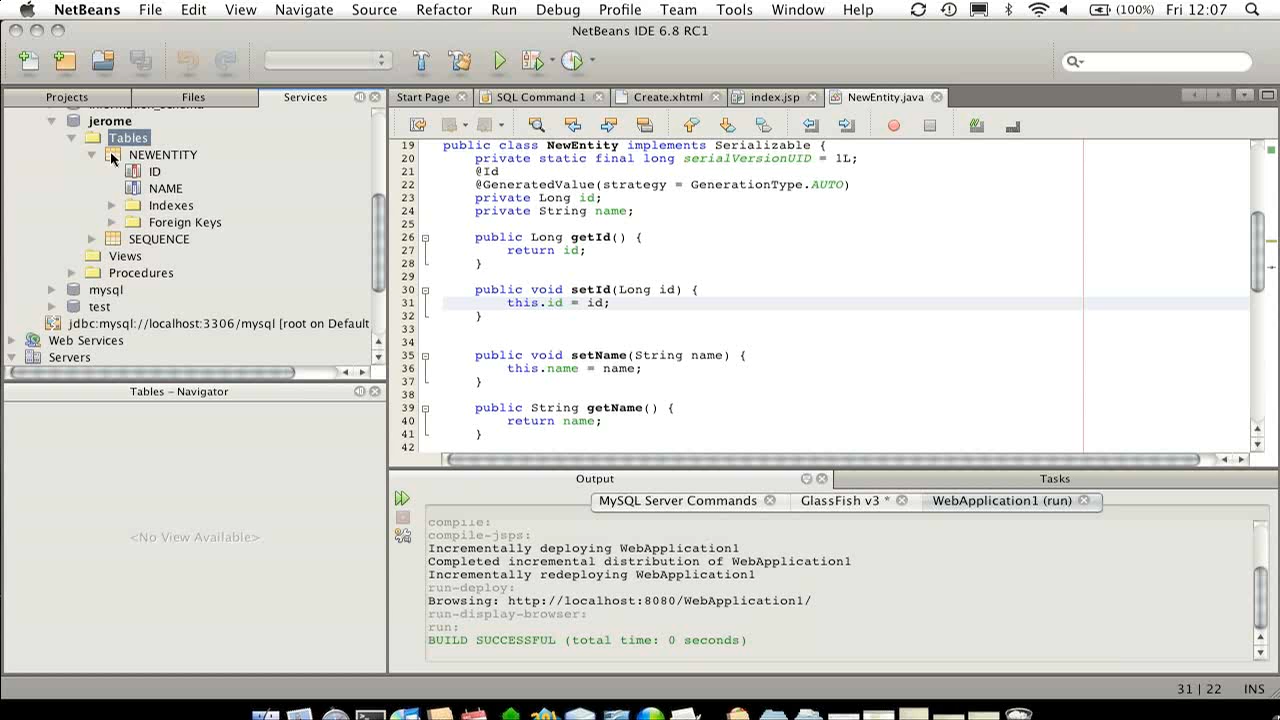 NetBeans File Edit View Navigate Source Refactor Run Debug Profile Team Tools Window Help (100%) Fri 12:07
NetBeans IDE 6.8 RC1
Projects Files Services
Start Page SQL Command 1 Create.xhtml index.jsp NewEntity.java
jerome
Tables
NEWENTITY
ID
NAME
Indexes
Foreign Keys
SEQUENCE
Views
Procedures
mysql
test
jdbc:mysql://localhost:3306/mysql [root on Default
Web Services
Servers
Tables - Navigator
<No View Available>
19 public class NewEntity implements Serializable {
20 private static final long serialVersionUID = 1L;
21 @Id
22 @GeneratedValue(strategy = GenerationType.AUTO)
23 private Long id;
24 private String name;
25
26 public Long getId() {
27 return id;
28 }
29
30 public void setId(Long id) {
31 this.id = id;
32 }
33
34
35 public void setName(String name) {
36 this.name = name;
37 }
38
39 public String getName() {
40 return name;
41 }
42
Output Tasks
MySQL Server Commands GlassFish v3 * WebApplication1 (run)
compile:
compile-jsps:
Incrementally deploying WebApplication1
Completed incremental distribution of WebApplication1
Incrementally redeploying WebApplication1
run-deploy:
Browsing: http://localhost:8080/WebApplication1/
run-display-browser:
run:
BUILD SUCCESSFUL (total time: 0 seconds)
31 | 22 INS